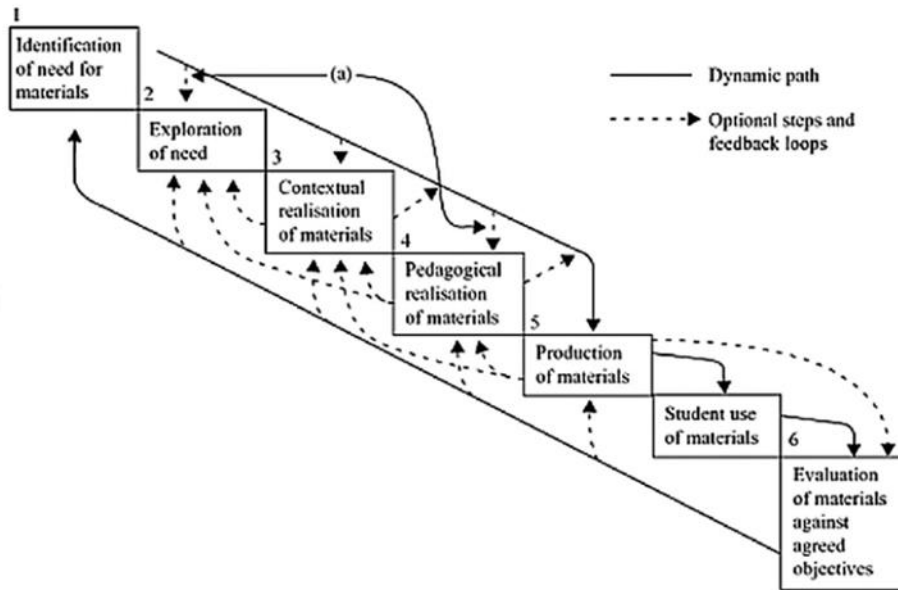 1
Identification
of need for
materials
2
Exploration
of need
3
Contextual
realisation
of materials
4
Pedagogical
realisation
of materials
5
Production
of materials
Student use
of materials
6
Evaluation
of materials
against
agreed
objectives
(a)
Dynamic path
Optional steps and
feedback loops